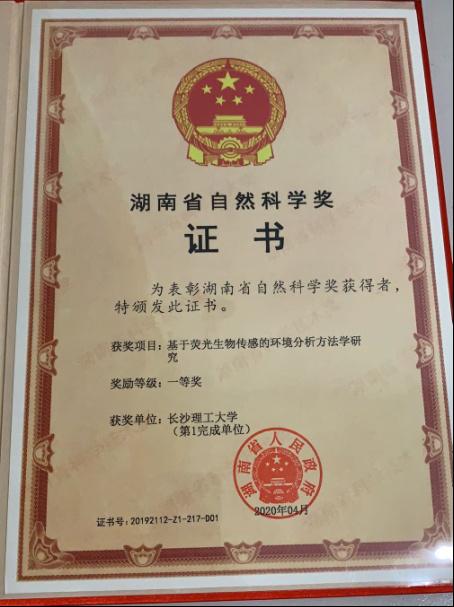 湖南省自然科学奖
证书
为表彰湖南省自然科学奖获得者，
特颁发此证书。
获奖项目：基于荧光生物传感的环境分析方法学研
究
奖励等级：一等奖
获奖单位：长沙理工大学
（第1完成单位）
湖南省人民政府
2020年04月
证书号：20192112-Z1-217-D01